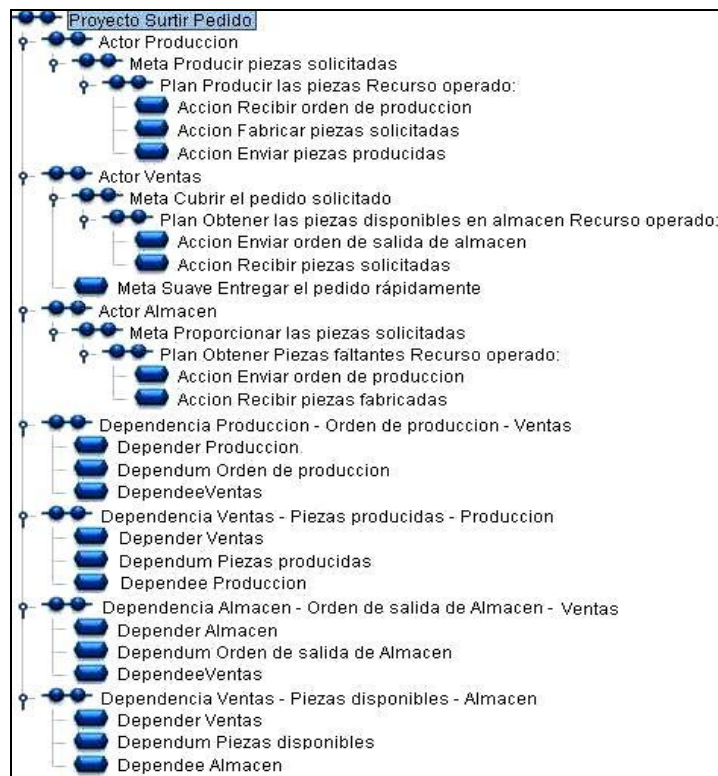 Proyecto Surtir Pedido
Actor Produccion
Meta Producir piezas solicitadas
Plan Producir las piezas Recurso operado:
Accion Recibir orden de produccion
Accion Fabricar piezas solicitadas
Accion Enviar piezas producidas
Actor Ventas
Meta Cubrir el pedido solicitado
Plan Obtener las piezas disponibles en almacen Recurso operado:
Accion Enviar orden de salida de almacen
Accion Recibir piezas solicitadas
Meta Suave Entregar el pedido rápidamente
Actor Almacen
Meta Proporcionar las piezas solicitadas
Plan Obtener Piezas faltantes Recurso operado:
Accion Enviar orden de produccion
Accion Recibir piezas fabricadas
Dependencia Produccion - Orden de produccion - Ventas
Depender Produccion
Dependum Orden de produccion
DependeeVentas
Dependencia Ventas - Piezas producidas - Produccion
Depender Ventas
Dependum Piezas producidas
Dependee Produccion
Dependencia Almacen - Orden de salida de Almacen - Ventas
Depender Almacen
Dependum Orden de salida de Almacen
DependeeVentas
Dependencia Ventas - Piezas disponibles - Almacen
Depender Ventas
Dependum Piezas disponibles
Dependee Almacen